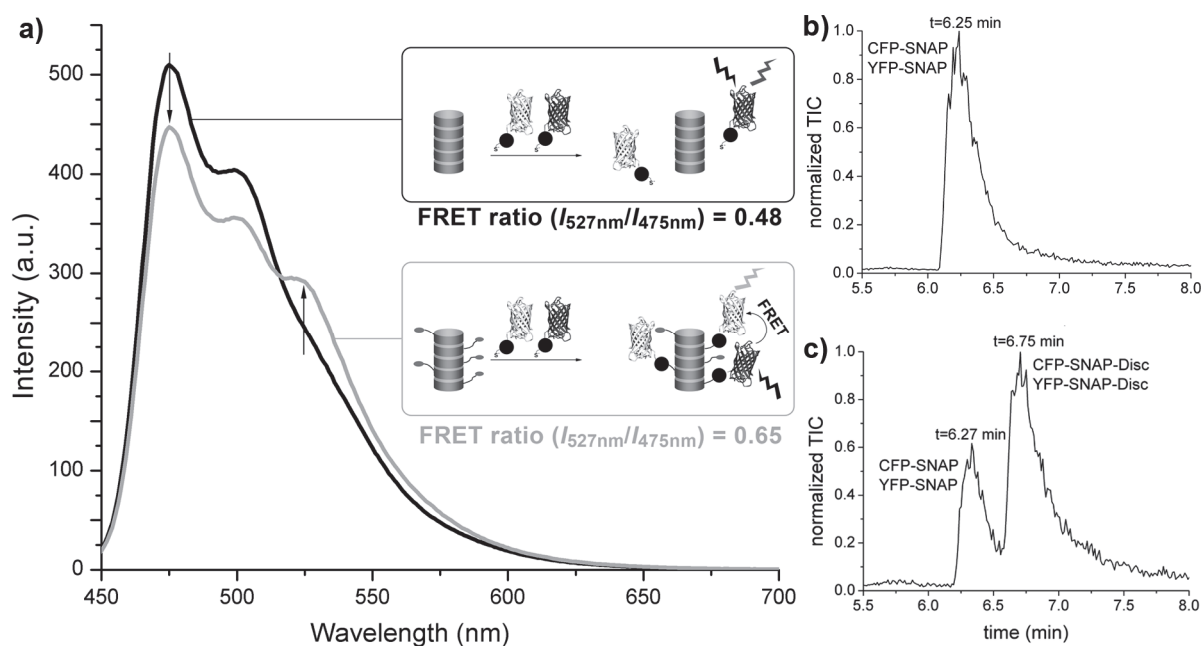 a)
Intensity (a.u.)
500
400
300
200
100
0
450
500
550
600
650
700
Wavelength (nm)
s-
s-
s-
FRET ratio (I527nm/I475nm) = 0.48
s-
s-
FRET
FRET ratio (I527nm/I475nm) = 0.65
b)
t=6.25 min
CFP-SNAP
YFP-SNAP
normalized TIC
1.0
0.8
0.6
0.4
0.2
0.0
5.5
6.0
6.5
7.0
7.5
8.0
c)
t=6.75 min
CFP-SNAP-Disc
YFP-SNAP-Disc
t=6.27 min
CFP-SNAP
YFP-SNAP
normalized TIC
1.0
0.8
0.6
0.4
0.2
0.0
5.5
6.0
6.5
7.0
7.5
8.0
time (min)